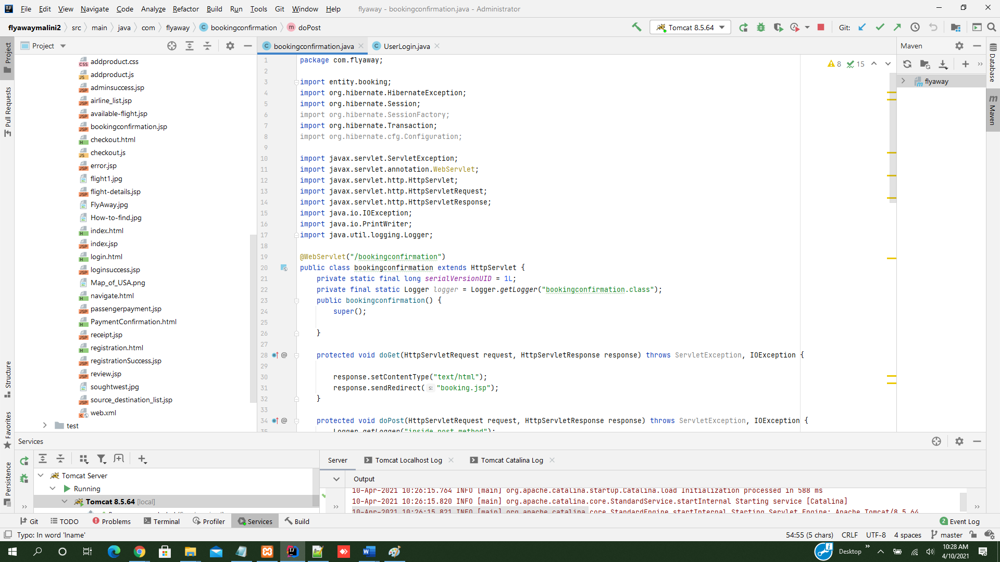 File Edit View Navigate Code Analyze Refactor Build Run Tools Git Window Help flyaway - bookingconfirmation.java - Administrator
flyawaymalini2 src main java com flyaway bookingconfirmation doPost Tomcat 8.5.64 Git:
Project bookingconfirmation.java UserLogin.java Maven
Project
Pull Requests
Structure
Favorites
Persistence
addproduct.css
addproduct.js
adminsuccess.jsp
airline_list.jsp
available-flight.jsp
bookingconfirmation.jsp
checkout.html
checkout.js
error.jsp
flight1.jpg
flight-details.jsp
FlyAway.jpg
How-to-find.jpg
index.html
index.jsp
login.html
loginsuccess.jsp
Map_of_USA.png
navigate.html
passengerpayment.jsp
PaymentConfirmation.html
receipt.jsp
registration.html
registrationSuccess.jsp
review.jsp
soughtwest.jpg
source_destination_list.jsp
web.xml
test
1 package com.flyaway;
2
3 import entity.booking;
4 import org.hibernate.HibernateException;
5 import org.hibernate.Session;
6 import org.hibernate.SessionFactory;
7 import org.hibernate.Transaction;
8 import org.hibernate.cfg.Configuration;
9
10 import javax.servlet.ServletException;
11 import javax.servlet.annotation.WebServlet;
12 import javax.servlet.http.HttpServlet;
13 import javax.servlet.http.HttpServletRequest;
14 import javax.servlet.http.HttpServletResponse;
15 import java.io.IOException;
16 import java.io.PrintWriter;
17 import java.util.logging.Logger;
18
19 @WebServlet("/bookingconfirmation")
20 public class bookingconfirmation extends HttpServlet {
21 private static final long serialVersionUID = 1L;
22 private final static Logger logger = Logger.getLogger("bookingconfirmation.class");
23 public bookingconfirmation() {
24 super();
25
26 }
27
28 @ protected void doGet(HttpServletRequest request, HttpServletResponse response) throws ServletException, IOException {
29
30 response.setContentType("text/html");
31 response.sendRedirect( s: "booking.jsp");
32 }
33
34 @ protected void doPost(HttpServletRequest request, HttpServletResponse response) throws ServletException, IOException {
35 Logger.getLogger("inside post method");
8 15
flyaway
Database
m Maven
Services
Tomcat Server
Running
Tomcat 8.5.64 [local]
Server Tomcat Localhost Log Tomcat Catalina Log
Output
10-Apr-2021 10:26:15.764 INFO [main] org.apache.catalina.startup.Catalina.load Initialization processed in 588 ms
10-Apr-2021 10:26:15.820 INFO [main] org.apache.catalina.core.StandardService.startInternal Starting service [Catalina]
10-Apr-2021 10:26:15.821 INFO [main] org.apache.catalina.core.StandardEngine.startInternal Starting Servlet Engine: Apache Tomcat/8.5.64
Git TODO Problems Terminal Profiler Services Build 2 Event Log
Typo: In word 'lname' 54:55 (5 chars) CRLF UTF-8 4 spaces master
Desktop
10:28 AM
4/10/2021